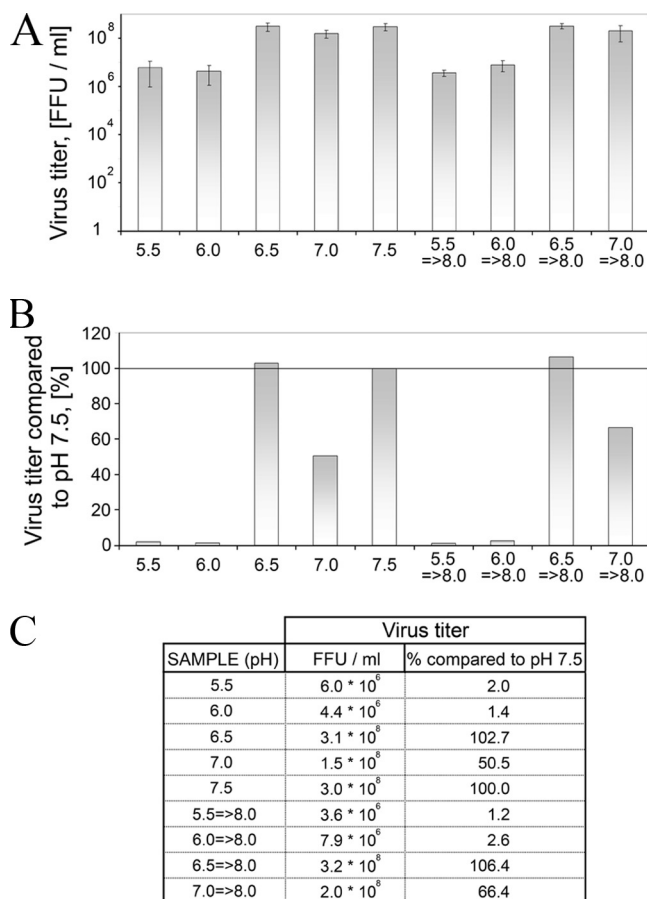 A
Virus titer, [FFU / ml]
10^8
10^6
10^4
10^2
1
5.5 6.0 6.5 7.0 7.5 5.5 6.0 6.5 7.0
=>8.0 =>8.0 =>8.0 =>8.0
B
Virus titer compared
to pH 7.5, [%]
120
100
80
60
40
20
0
5.5 6.0 6.5 7.0 7.5 5.5 6.0 6.5 7.0
=>8.0 =>8.0 =>8.0 =>8.0
C
Virus titer
SAMPLE (pH) FFU / ml % compared to pH 7.5
5.5 6.0 * 10^6 2.0
6.0 4.4 * 10^6 1.4
6.5 3.1 * 10^8 102.7
7.0 1.5 * 10^8 50.5
7.5 3.0 * 10^8 100.0
5.5=>8.0 3.6 * 10^6 1.2
6.0=>8.0 7.9 * 10^6 2.6
6.5=>8.0 3.2 * 10^8 106.4
7.0=>8.0 2.0 * 10^8 66.4